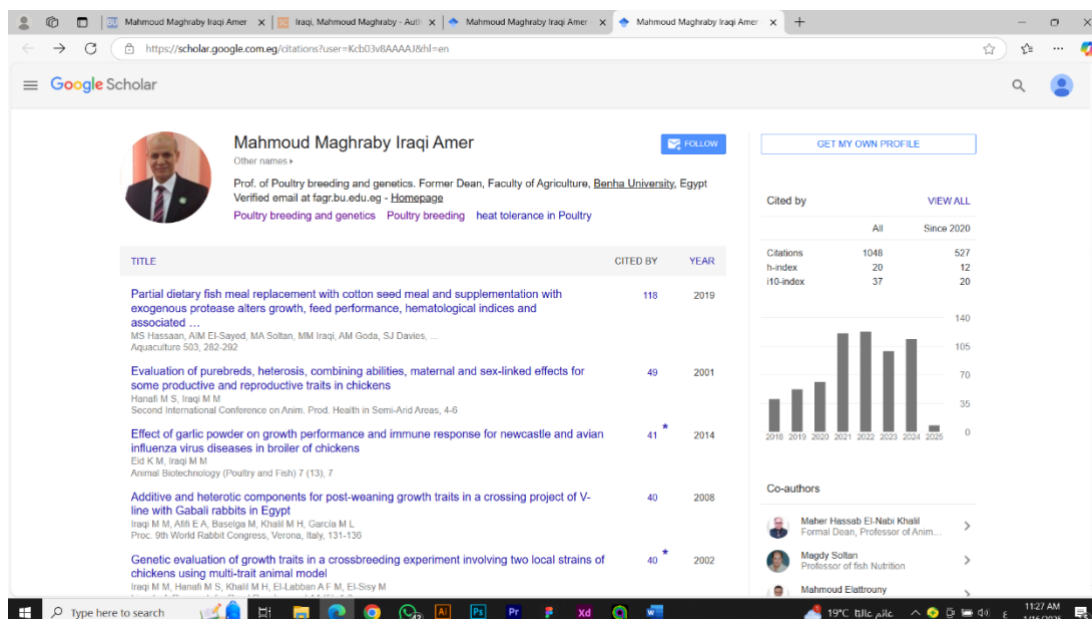 Mahmoud Maghraby Iraqi Amer
Iraqi, Mahmoud Maghraby - Auth
Mahmoud Maghraby Iraqi Amer
Mahmoud Maghraby Iraqi Amer
https://scholar.google.com.eg/citations?user=Kcb03v8AAAAJ&hl=en
Google Scholar
Mahmoud Maghraby Iraqi Amer
FOLLOW
Other names
Prof. of Poultry breeding and genetics. Former Dean, Faculty of Agriculture, Benha University, Egypt
Verified email at fagr.bu.edu.eg - Homepage
Poultry breeding and genetics Poultry breeding heat tolerance in Poultry
TITLE CITED BY YEAR
Partial dietary fish meal replacement with cotton seed meal and supplementation with 118 2019
exogenous protease alters growth, feed performance, hematological indices and
associated ...
MS Hassaan, AIM El-Sayed, MA Soltan, MM Iraqi, AM Goda, SJ Davies, ...
Aquaculture 503, 282-292
Evaluation of purebreds, heterosis, combining abilities, maternal and sex-linked effects for 49 2001
some productive and reproductive traits in chickens
Hanafi M S, Iraqi M M
Second International Conference on Anim. Prod. Health in Semi-Arid Areas, 4-6
Effect of garlic powder on growth performance and immune response for newcastle and avian 41 * 2014
influenza virus diseases in broiler of chickens
Eid K M, Iraqi M M
Animal Biotechnology (Poultry and Fish) 7 (13), 7
Additive and heterotic components for post-weaning growth traits in a crossing project of V- 40 2008
line with Gabali rabbits in Egypt
Iraqi M M, Afifi E A, Baselga M, Khalil M H, García M L
Proc. 9th World Rabbit Congress, Verona, Italy, 131-136
Genetic evaluation of growth traits in a crossbreeding experiment involving two local strains of 40 * 2002
chickens using multi-trait animal model
Iraqi M M, Hanafi M S, Khalil M H, El-Labban A F M, El-Sisy M
GET MY OWN PROFILE
Cited by VIEW ALL
All Since 2020
Citations 1048 527
h-index 20 12
i10-index 37 20
140
105
70
35
0
2018 2019 2020 2021 2022 2023 2024 2025
Co-authors
Maher Hassab El-Nabi Khalil
Formal Dean, Professor of Anim...
Magdy Soltan
Professor of fish Nutrition
Mahmoud Elattrouny
Type here to search
Ai Ps Pr Xd
19°C غائم غالبًا
ع
11:27 AM